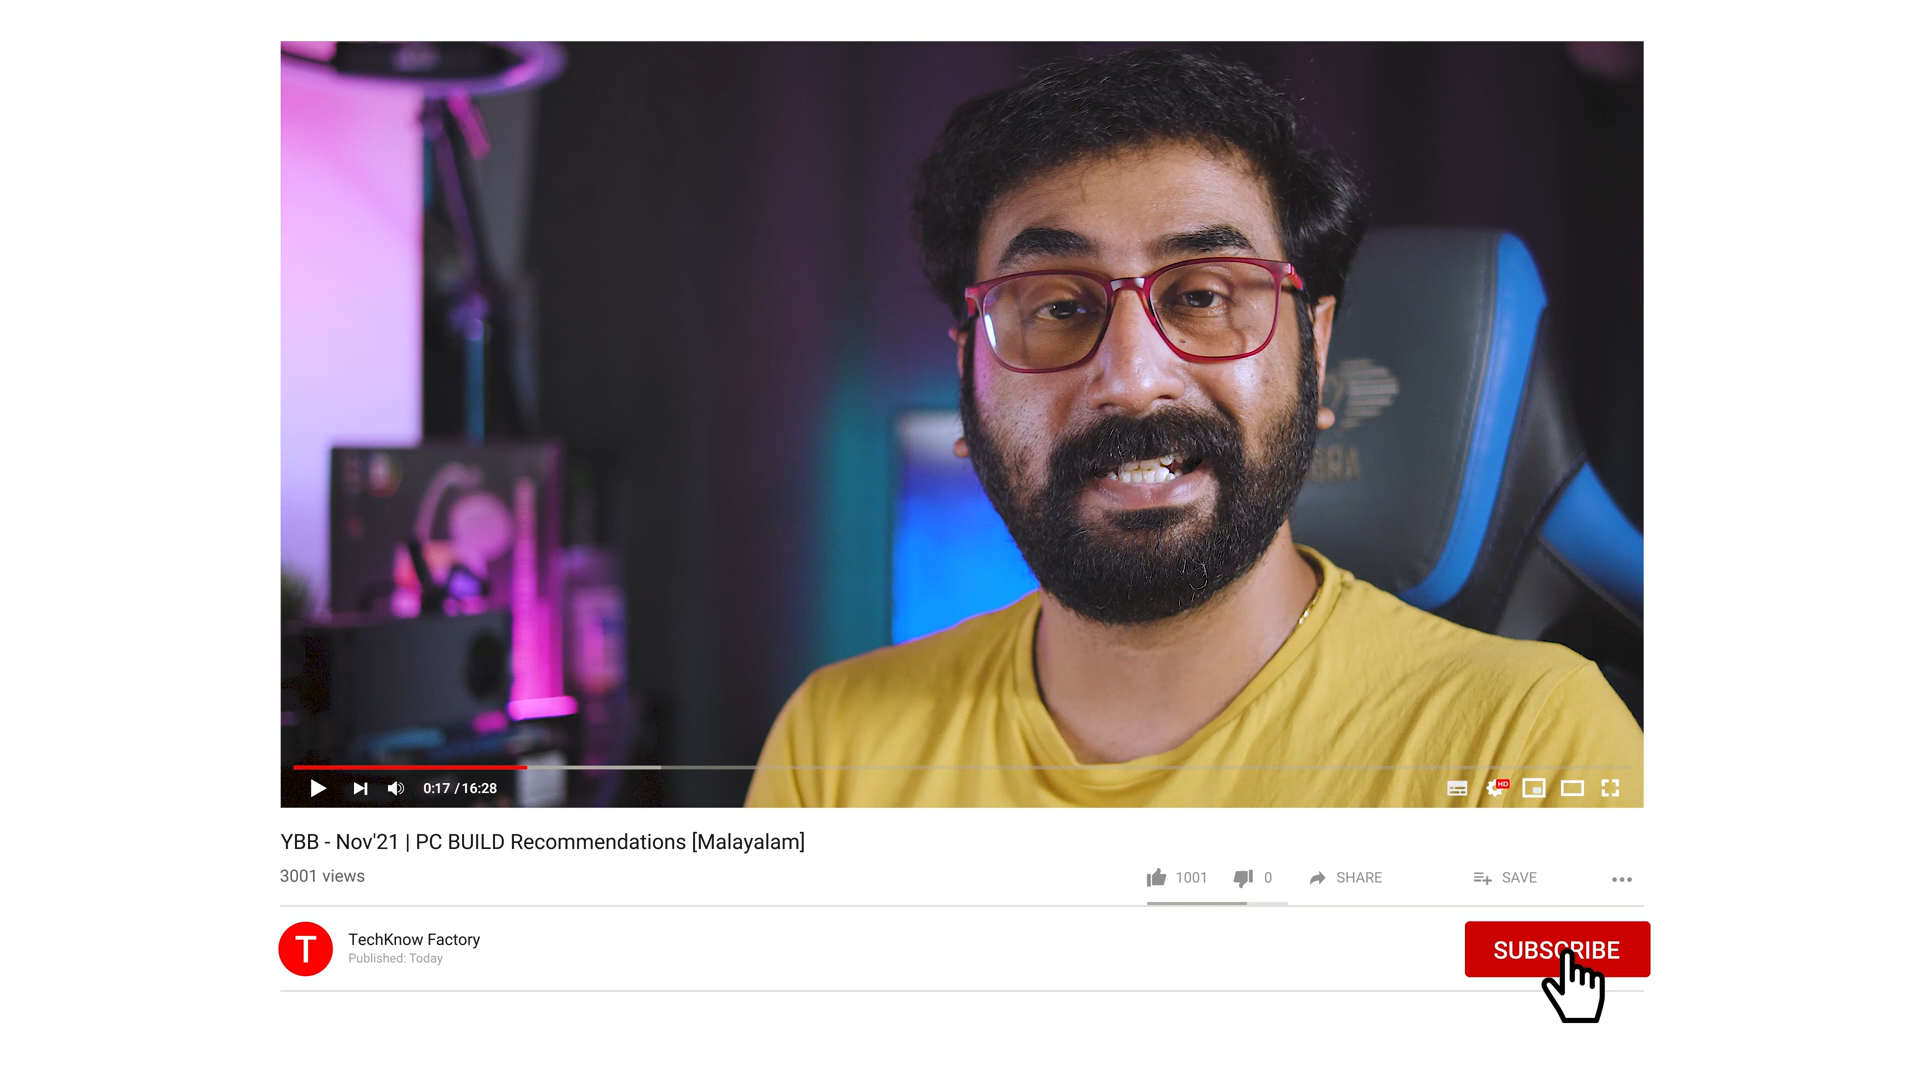 0:17 / 16:28
HD
YBB - Nov'21 | PC BUILD Recommendations [Malayalam]
3001 views
1001 0 SHARE SAVE
T
TechKnow Factory
Published: Today
SUBSCRIBE